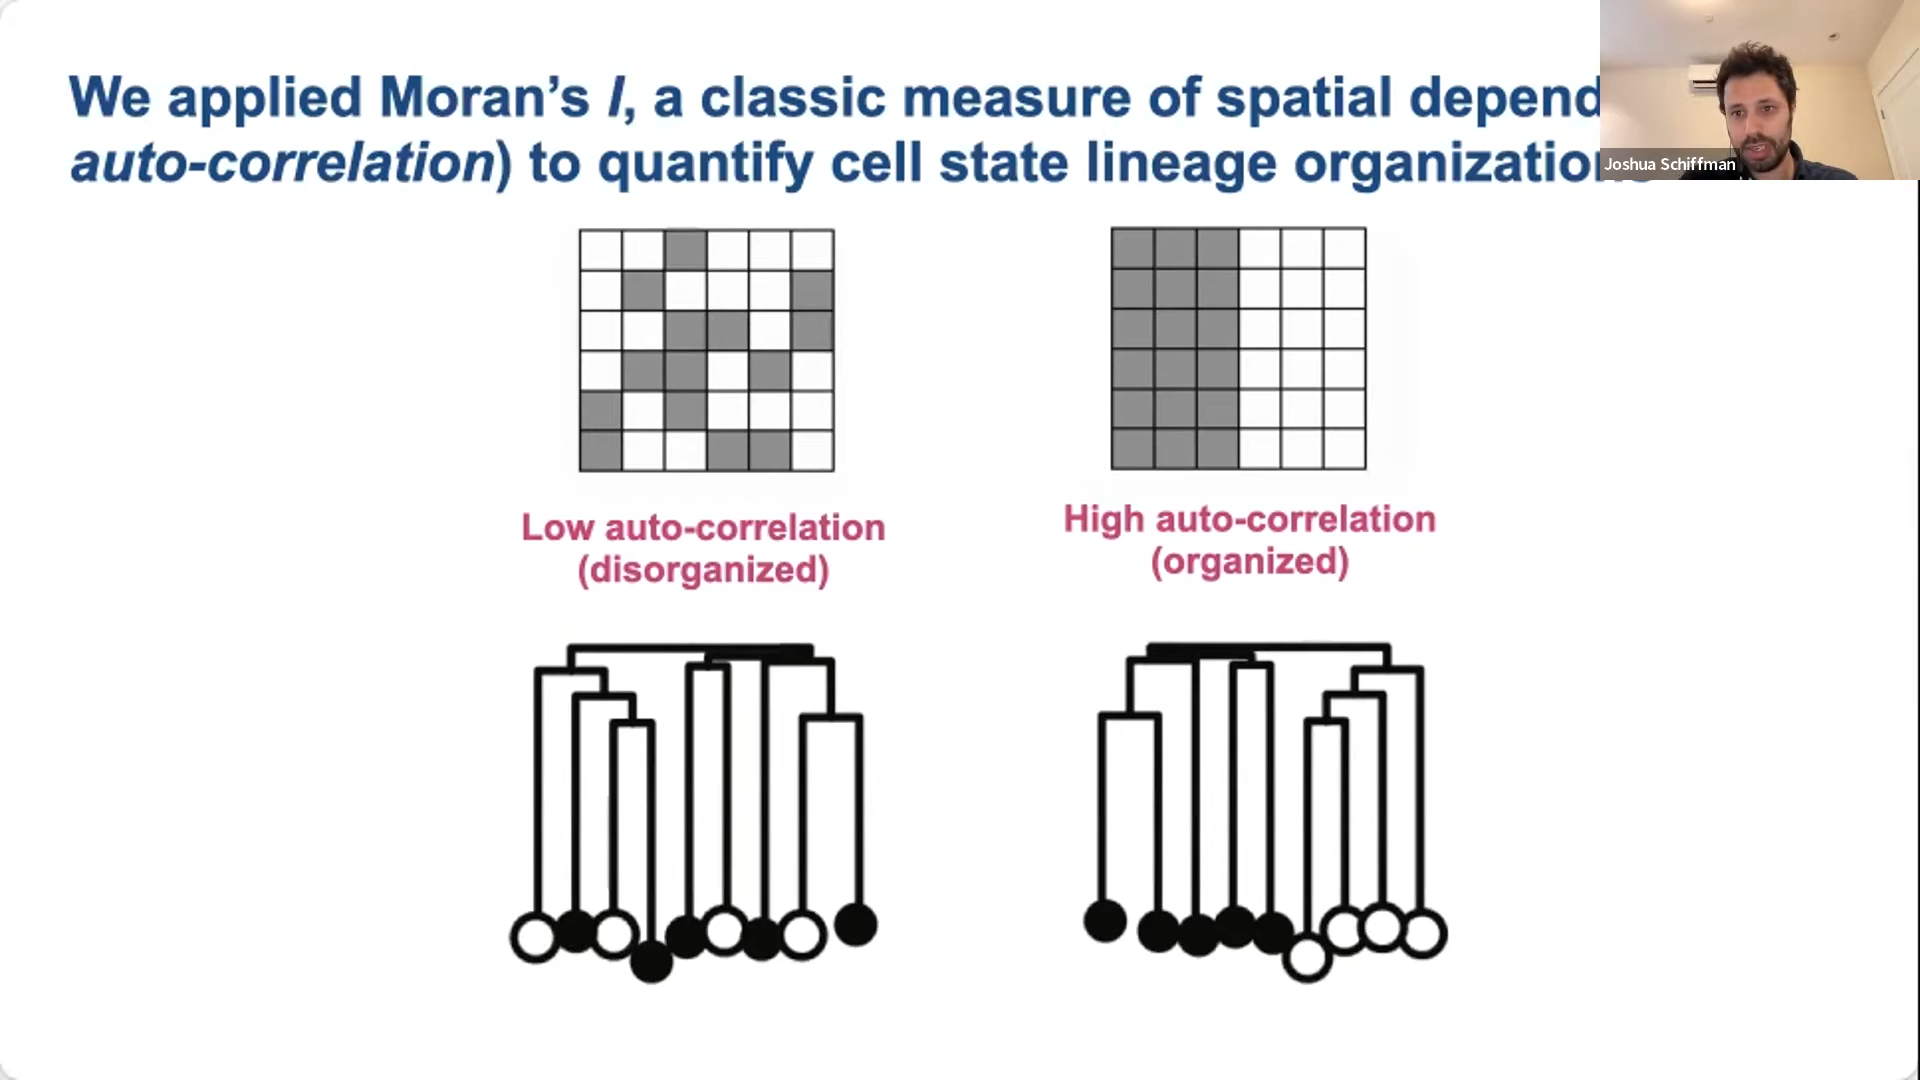 We applied Moran's I, a classic measure of spatial depend
auto-correlation) to quantify cell state lineage organization
Joshua Schiffman
Low auto-correlation
(disorganized)
High auto-correlation
(organized)